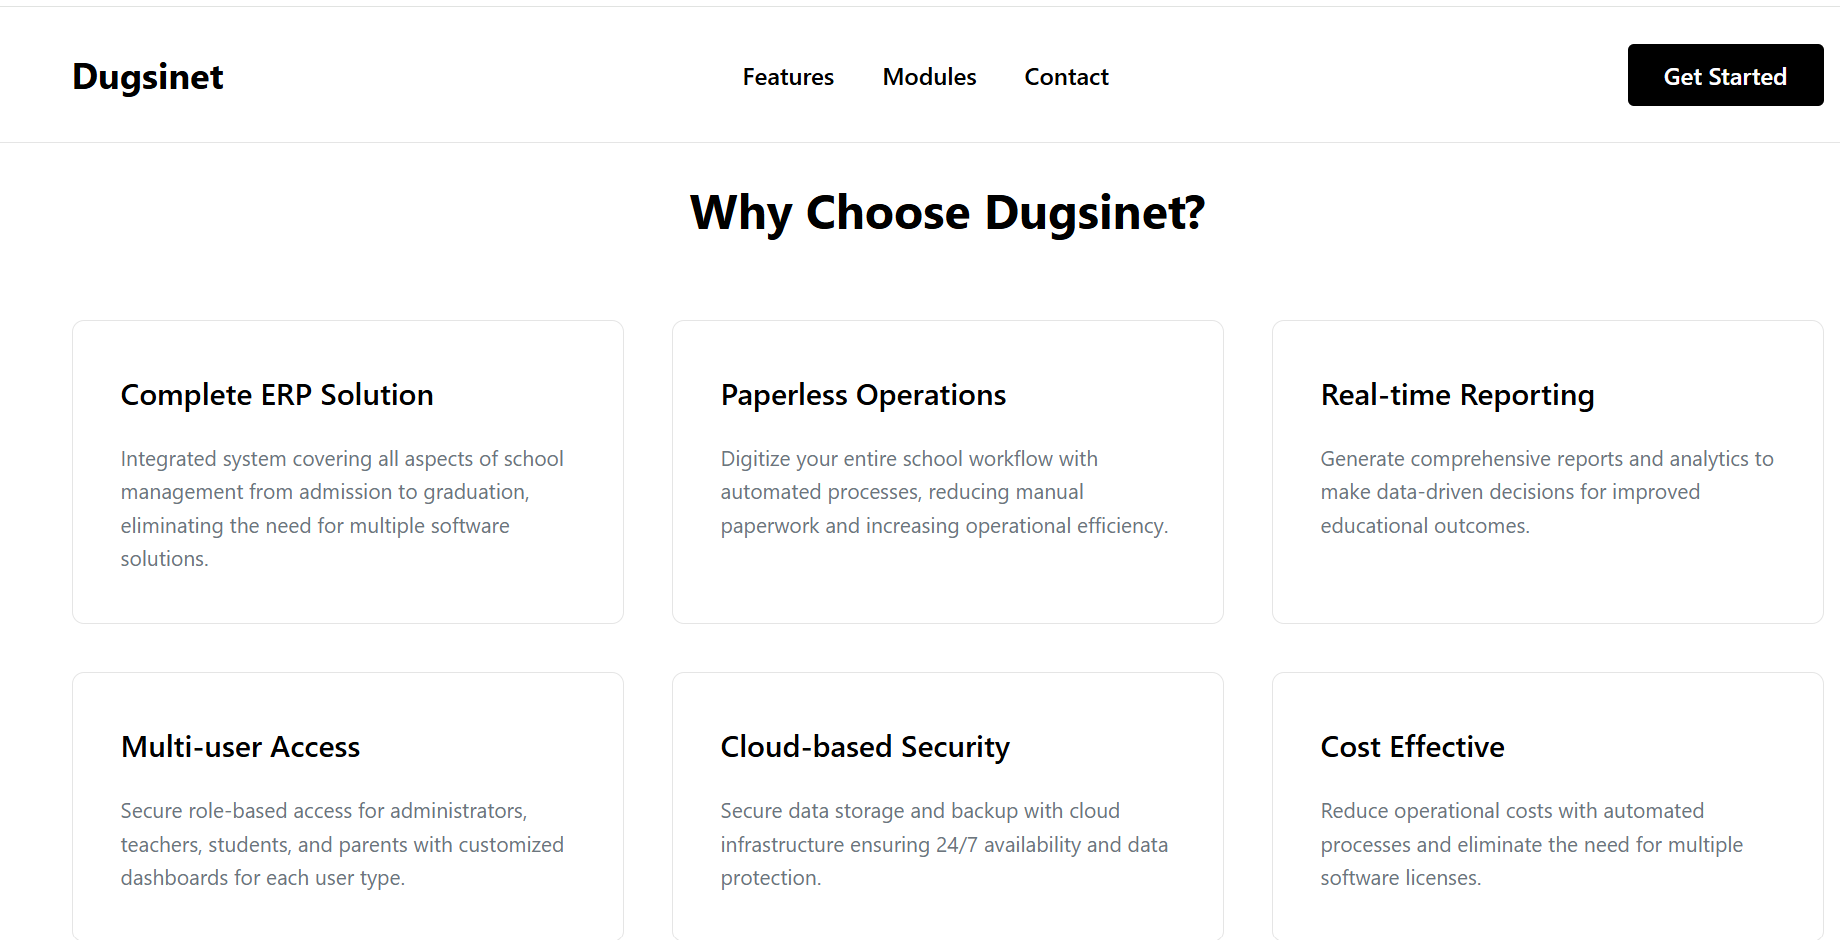 Dugsinet
Features
Modules
Contact
Get Started
Why Choose Dugsinet?
Complete ERP Solution
Integrated system covering all aspects of school
management from admission to graduation,
eliminating the need for multiple software
solutions.
Paperless Operations
Digitize your entire school workflow with
automated processes, reducing manual
paperwork and increasing operational efficiency.
Real-time Reporting
Generate comprehensive reports and analytics to
make data-driven decisions for improved
educational outcomes.
Multi-user Access
Secure role-based access for administrators,
teachers, students, and parents with customized
dashboards for each user type.
Cloud-based Security
Secure data storage and backup with cloud
infrastructure ensuring 24/7 availability and data
protection.
Cost Effective
Reduce operational costs with automated
processes and eliminate the need for multiple
software licenses.